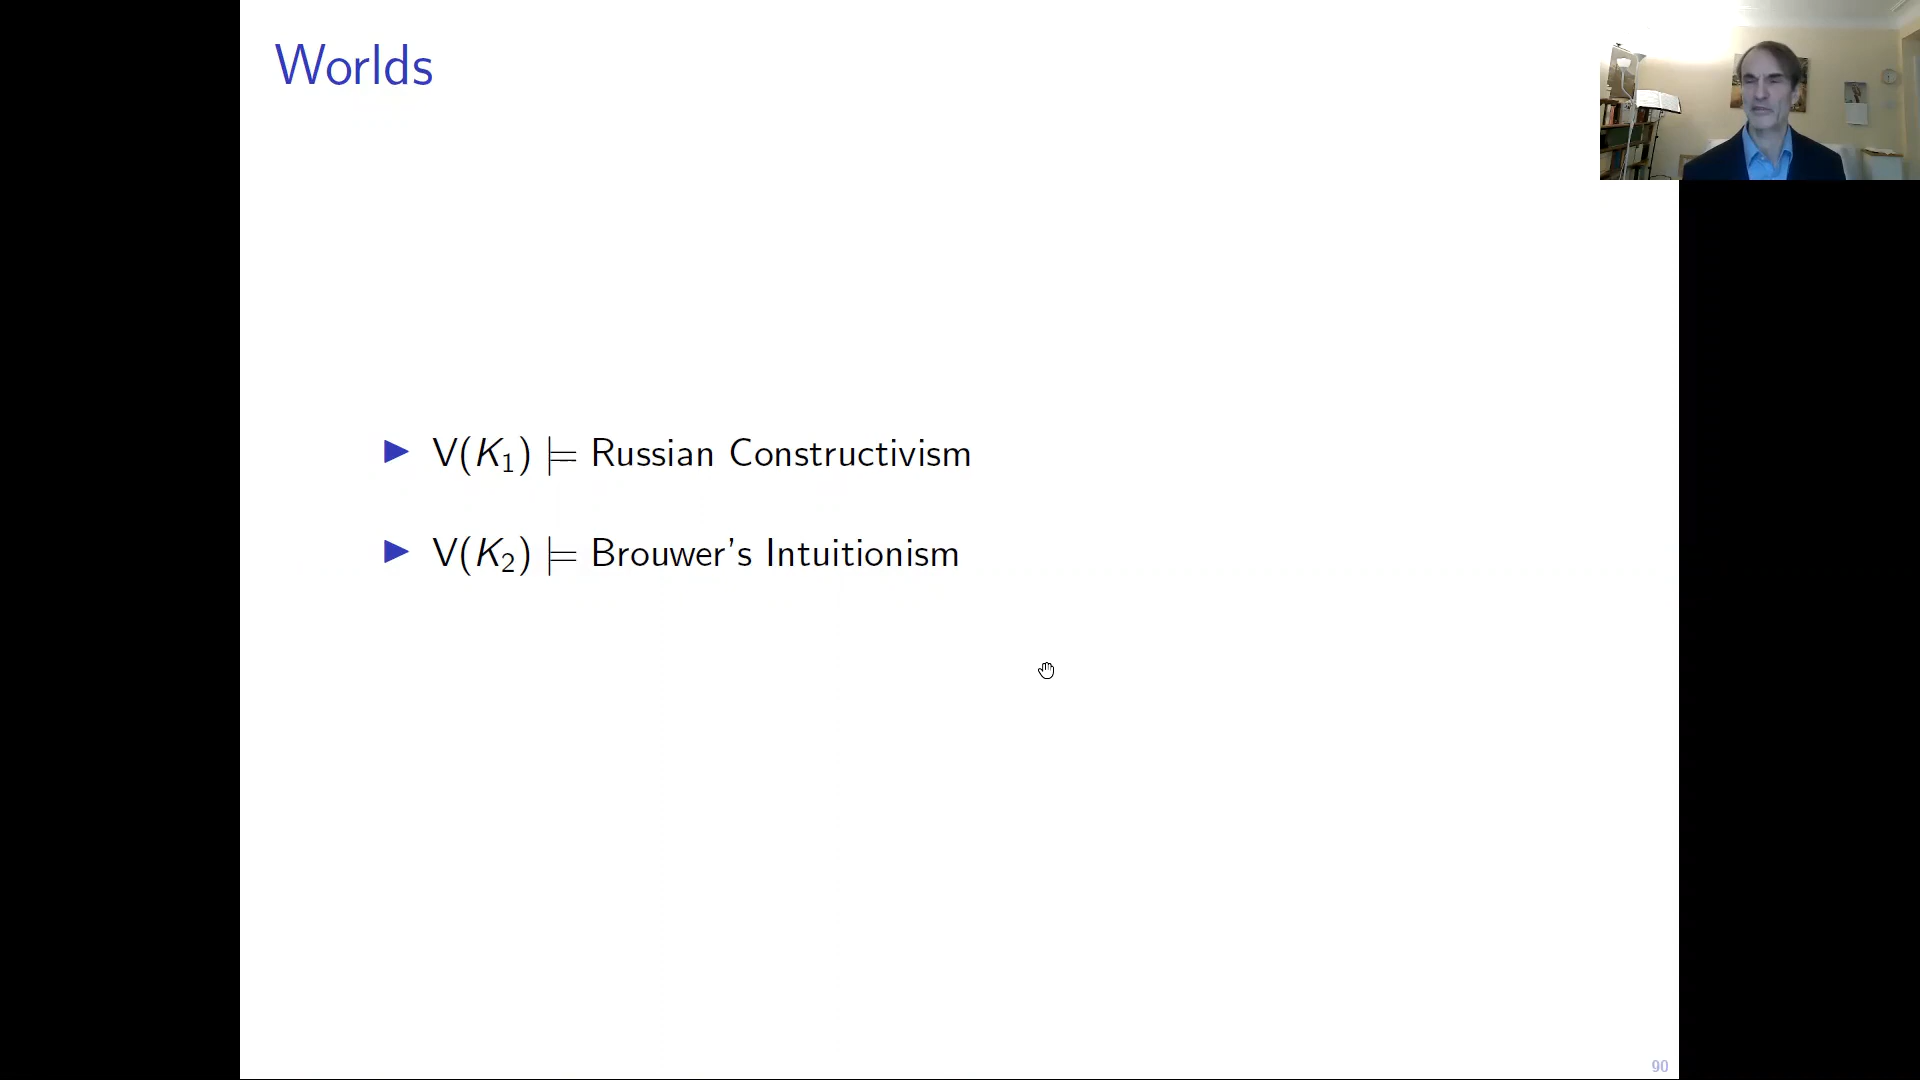 Worlds
▶ V(K₁) ⊨ Russian Constructivism
▶ V(K₂) ⊨ Brouwer's Intuitionism
90